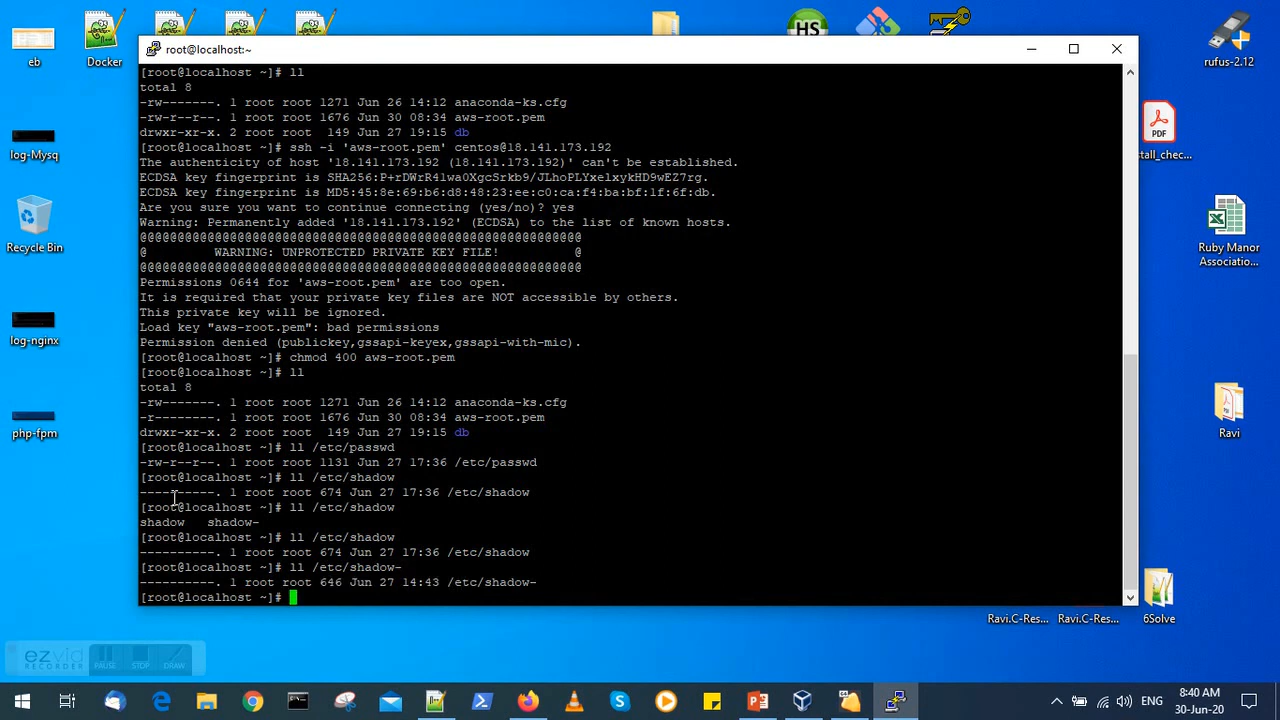 eb
Docker
HS
rufus-2.12
root@localhost:~
[root@localhost ~]# ll
total 8
-rw-------. 1 root root 1271 Jun 26 14:12 anaconda-ks.cfg
-rw-r--r--. 1 root root 1676 Jun 30 08:34 aws-root.pem
drwxr-xr-x. 2 root root  149 Jun 27 19:15 db
[root@localhost ~]# ssh -i 'aws-root.pem' centos@18.141.173.192
The authenticity of host '18.141.173.192 (18.141.173.192)' can't be established.
ECDSA key fingerprint is SHA256:P+rDWrR4lwa0XgcSrkb9/JLhoPLYxelxykHD9wEZ7rg.
ECDSA key fingerprint is MD5:45:8e:69:b6:d8:48:23:ee:c0:ca:f4:ba:bf:1f:6f:db.
Are you sure you want to continue connecting (yes/no)? yes
Warning: Permanently added '18.141.173.192' (ECDSA) to the list of known hosts.
@@@@@@@@@@@@@@@@@@@@@@@@@@@@@@@@@@@@@@@@@@@@@@@@@@@@@@@@@@@
@         WARNING: UNPROTECTED PRIVATE KEY FILE!          @
@@@@@@@@@@@@@@@@@@@@@@@@@@@@@@@@@@@@@@@@@@@@@@@@@@@@@@@@@@@
Permissions 0644 for 'aws-root.pem' are too open.
It is required that your private key files are NOT accessible by others.
This private key will be ignored.
Load key "aws-root.pem": bad permissions
Permission denied (publickey,gssapi-keyex,gssapi-with-mic).
[root@localhost ~]# chmod 400 aws-root.pem
[root@localhost ~]# ll
total 8
-rw-------. 1 root root 1271 Jun 26 14:12 anaconda-ks.cfg
-r--------. 1 root root 1676 Jun 30 08:34 aws-root.pem
drwxr-xr-x. 2 root root  149 Jun 27 19:15 db
[root@localhost ~]# ll /etc/passwd
-rw-r--r--. 1 root root 1131 Jun 27 17:36 /etc/passwd
[root@localhost ~]# ll /etc/shadow
----------. 1 root root 674 Jun 27 17:36 /etc/shadow
[root@localhost ~]# ll /etc/shadow
shadow   shadow-
[root@localhost ~]# ll /etc/shadow
----------. 1 root root 674 Jun 27 17:36 /etc/shadow
[root@localhost ~]# ll /etc/shadow-
----------. 1 root root 646 Jun 27 14:43 /etc/shadow-
[root@localhost ~]#
log-Mysq
Recycle Bin
log-nginx
php-fpm
PDF
stall_chec...
Ruby Manor
Associatio...
Ravi
Ravi.C-Res...
Ravi.C-Res...
6Solve
ezvid
RECORDER
PAUSE
STOP
DRAW
ENG
8:40 AM
30-Jun-20